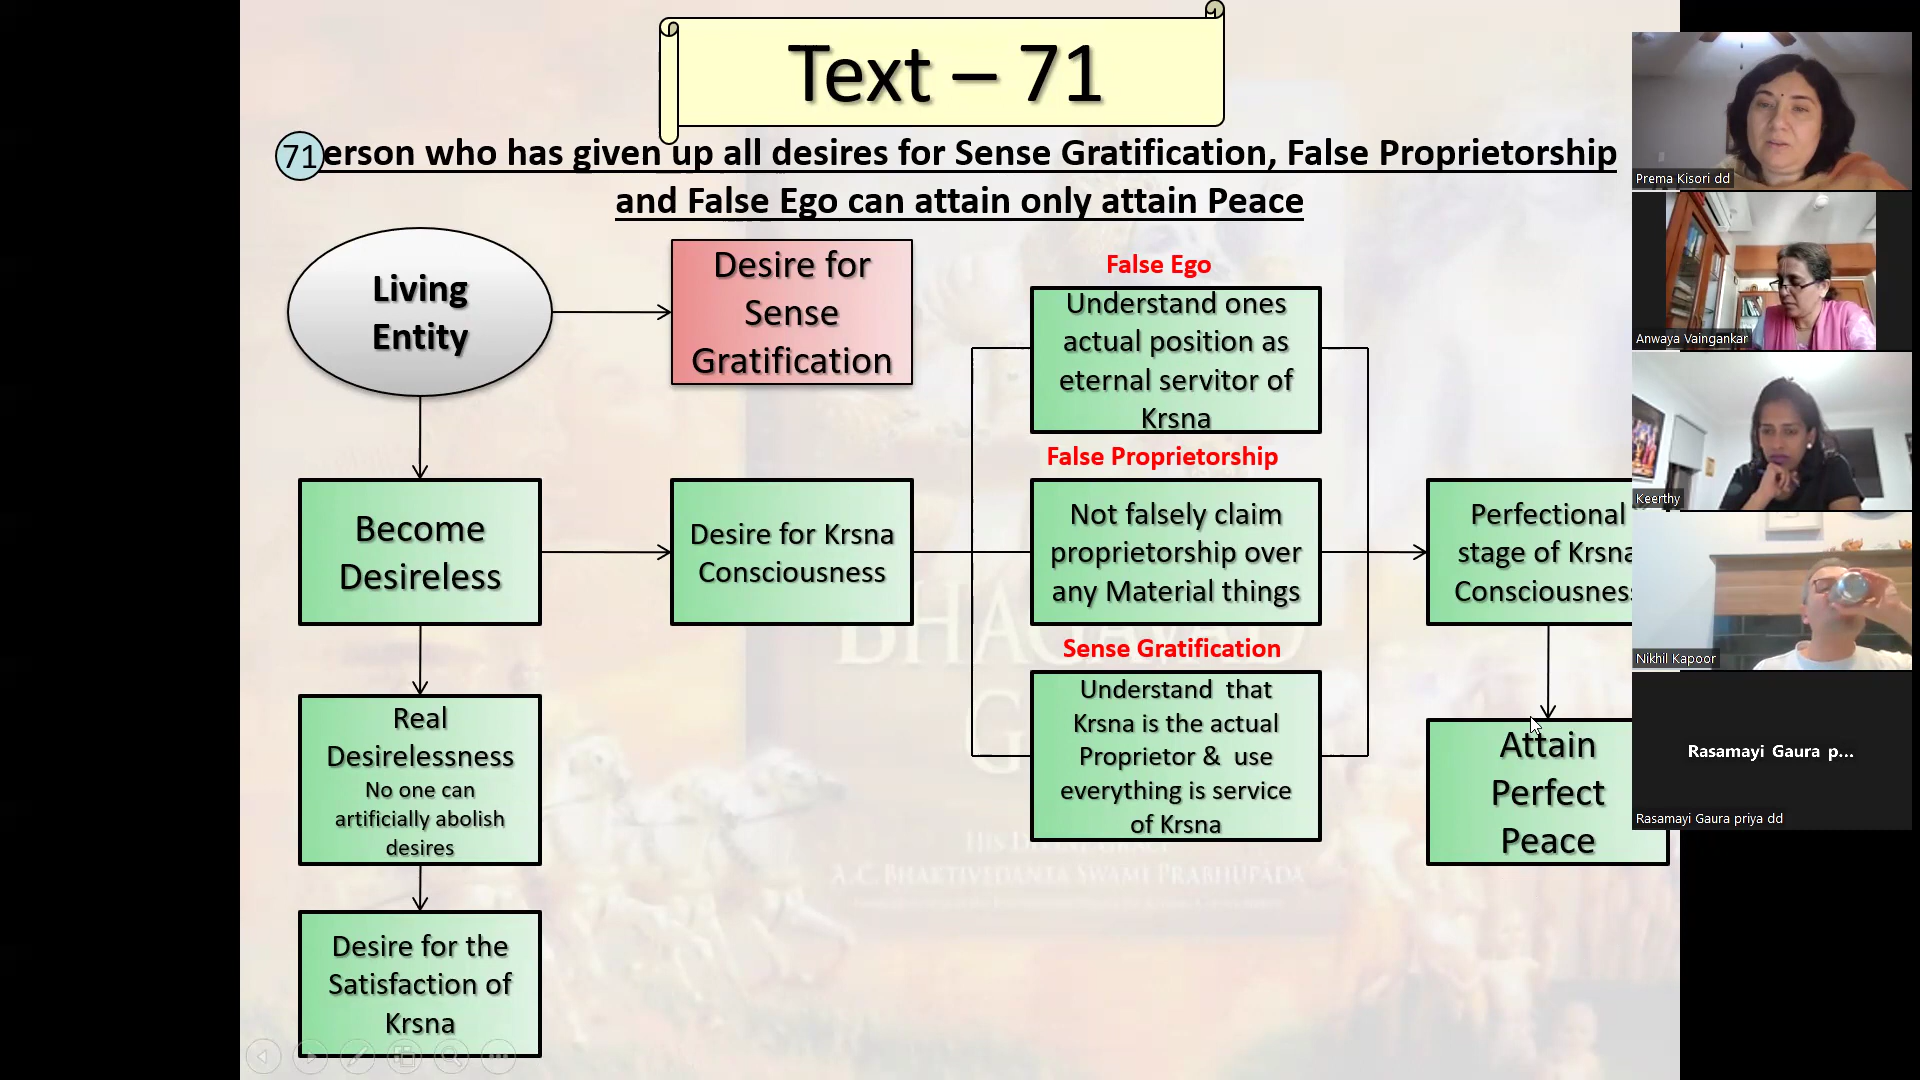 Text – 71
71
erson who has given up all desires for Sense Gratification, False Proprietorship
and False Ego can attain only attain Peace
Living
Entity
Desire for
Sense
Gratification
False Ego
Understand ones
actual position as
eternal servitor of
Krsna
False Proprietorship
Become
Desireless
Desire for Krsna
Consciousness
Not falsely claim
proprietorship over
any Material things
Perfectional
stage of Krsna
Consciousness
Sense Gratification
Real
Desirelessness
No one can
artificially abolish
desires
Understand that
Krsna is the actual
Proprietor & use
everything is service
of Krsna
Attain
Perfect
Peace
Desire for the
Satisfaction of
Krsna
BHAGAVAD
HIS DIVINE GRACE
A.C. BHAKTIVEDANTA SWAMI PRABHUPĀDA
Prema Kisori dd
Anwaya Vaingankar
Keerthy
Nikhil Kapoor
Rasamayi Gaura p...
Rasamayi Gaura priya dd